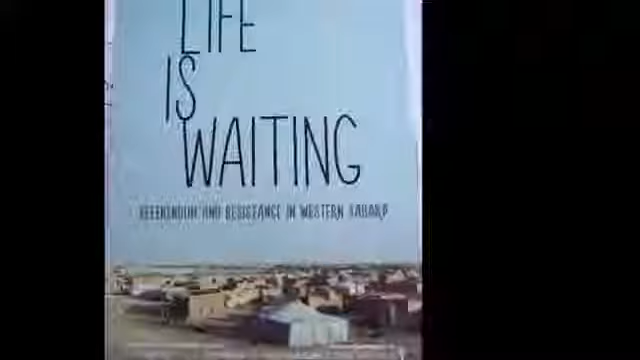 LIFE
IS
WAITING
REFERENDUM AND RESISTANCE IN WESTERN SAHARA